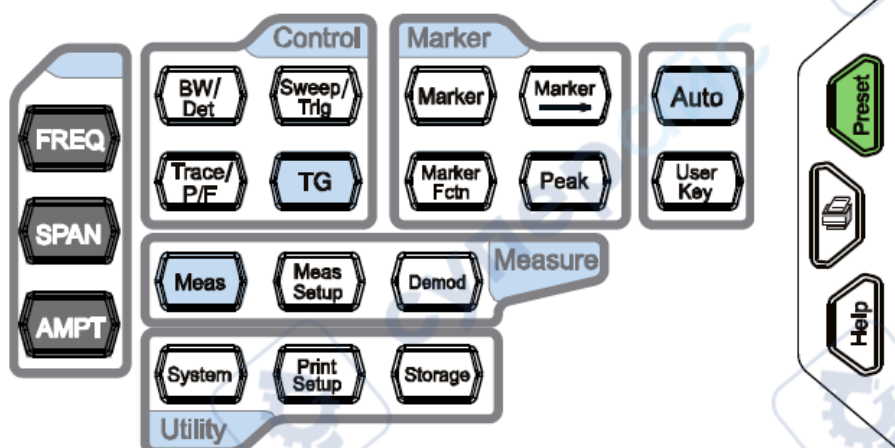 Control
Marker
BW/
Det
Sweep/
Trig
Marker
Marker
Auto
Preset
FREQ
Trace/
P/F
TG
Marker
Fctn
Peak
User
Key
SPAN
Meas
Meas
Setup
Demod
Measure
AMPT
Help
System
Print
Setup
Storage
Utility
суперайс